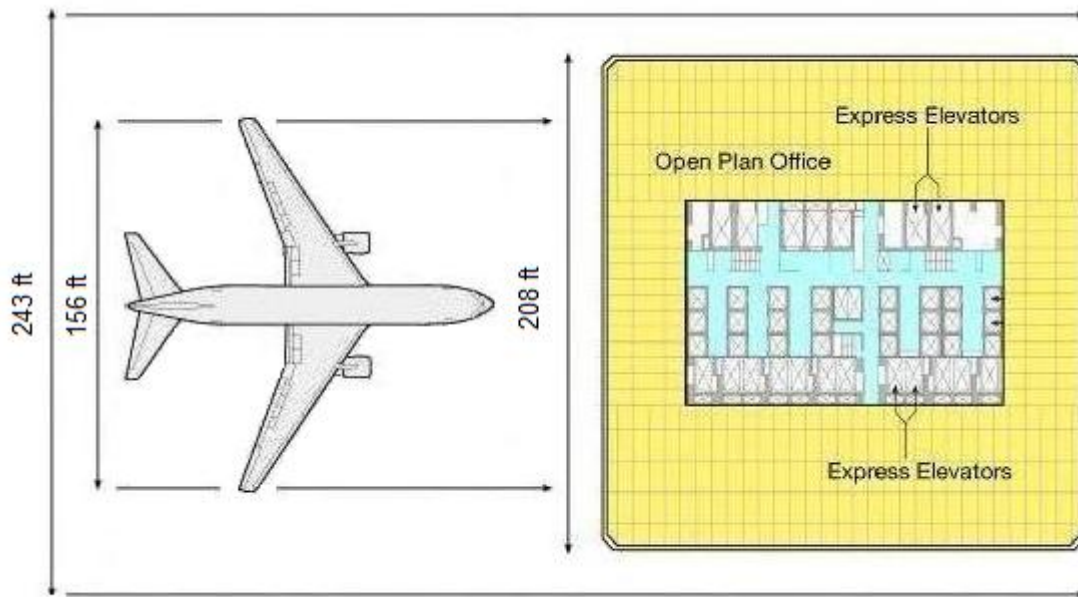 243 ft
156 ft
208 ft
Express Elevators
Open Plan Office
Express Elevators